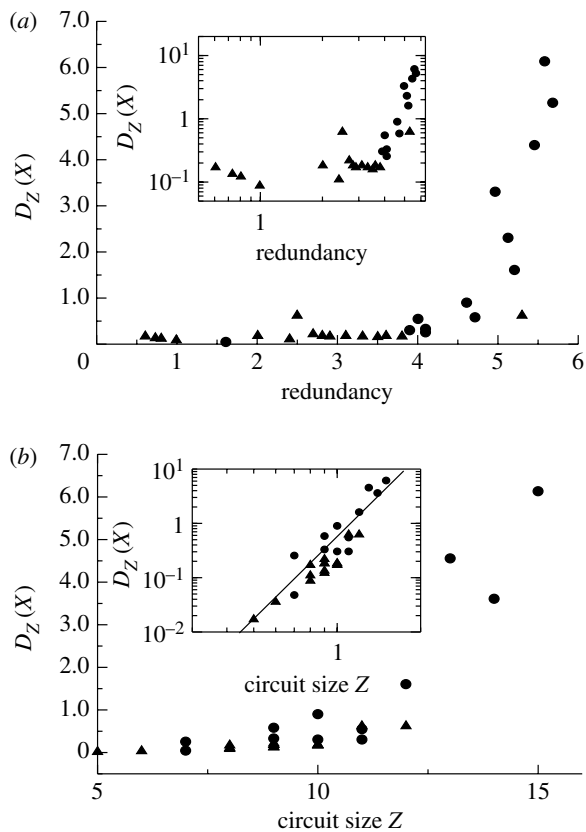 (a)
7.0
6.0
5.0
4.0
3.0
2.0
1.0
0
D_Z(X)
1 2 3 4 5 6
redundancy
10^1
1
10^–1
D_Z(X)
1
redundancy
(b)
7.0
6.0
5.0
4.0
3.0
2.0
1.0
0
D_Z(X)
5 10 15
circuit size Z
10^1
1
10^–1
10^–2
D_Z(X)
1
circuit size Z